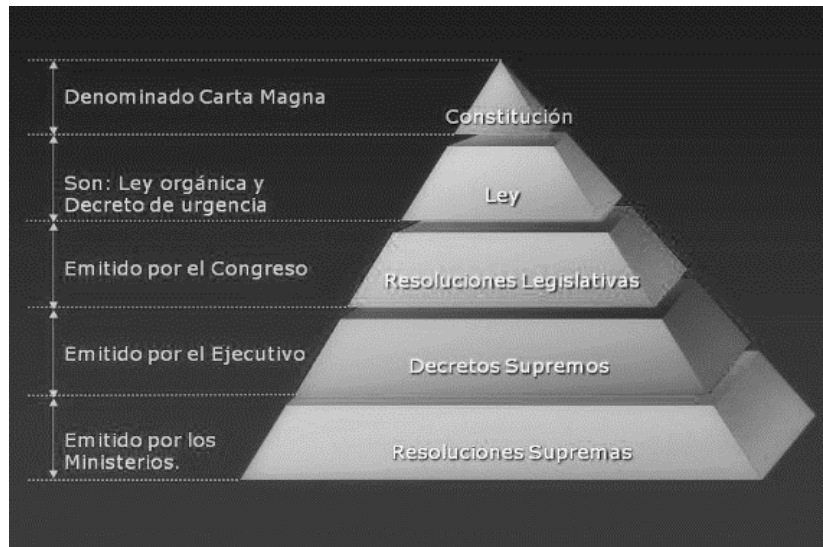 Denominado Carta Magna
Constitución
Son: Ley orgánica y
Decreto de urgencia
Ley
Emitido por el Congreso
Resoluciones Legislativas
Emitido por el Ejecutivo
Decretos Supremos
Emitido por los
Ministerios.
Resoluciones Supremas